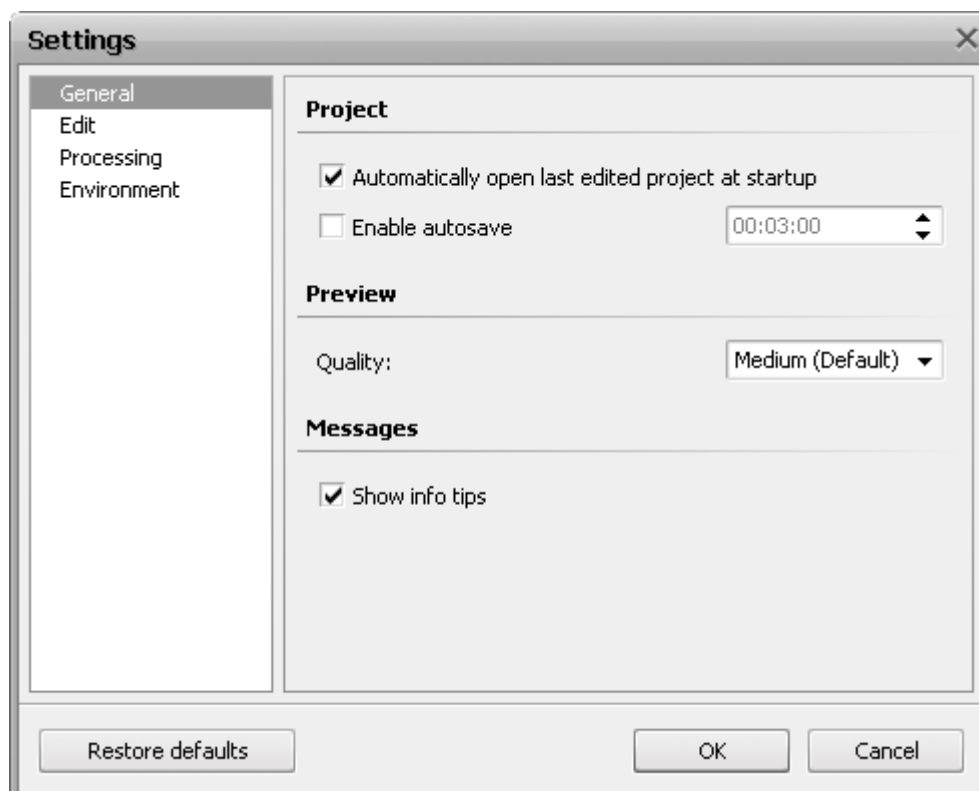 Settings
General
Edit
Processing
Environment
Project
Automatically open last edited project at startup
Enable autosave 00:03:00
Preview
Quality: Medium (Default)
Messages
Show info tips
Restore defaults OK Cancel